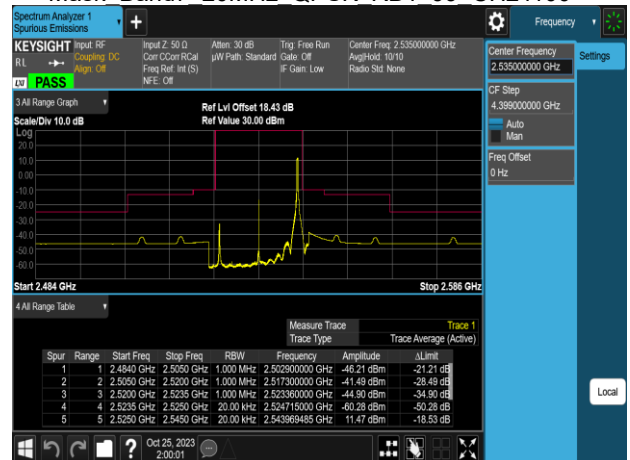 Spectrum Analyzer 1
Spurious Emissions
Frequency
KEYSIGHT
Input: RF
Coupling: DC
Align: Off
Input Z: 50 Ω
Corr CCorr RCal
Freq Ref: Int (S)
NFE: Off
Atten: 30 dB
µW Path: Standard
Trig: Free Run
Gate: Off
IF Gain: Low
Center Freq: 2.535000000 GHz
Avg|Hold: 10/10
Radio Std: None
RL
LXI
PASS
Center Frequency
2.535000000 GHz
Settings
CF Step
4.399000000 GHz
Auto
Man
Freq Offset
0 Hz
3 All Range Graph
Scale/Div 10.0 dB
Ref Lvl Offset 18.43 dB
Ref Value 30.00 dBm
Log
20.0
10.0
0.00
-10.0
-20.0
-30.0
-40.0
-50.0
-60.0
Start 2.484 GHz
Stop 2.586 GHz
4 All Range Table
Measure Trace Trace 1
Trace Type Trace Average (Active)
Spur Range Start Freq Stop Freq RBW Frequency Amplitude ΔLimit
1 1 2.4840 GHz 2.5050 GHz 1.000 MHz 2.502900000 GHz -46.21 dBm -21.21 dB
2 2 2.5050 GHz 2.5200 GHz 1.000 MHz 2.517300000 GHz -41.49 dBm -28.49 dB
3 3 2.5200 GHz 2.5235 GHz 1.000 MHz 2.523360000 GHz -44.90 dBm -34.90 dB
4 4 2.5235 GHz 2.5250 GHz 20.00 kHz 2.524715000 GHz -60.28 dBm -50.28 dB
5 5 2.5250 GHz 2.5450 GHz 20.00 kHz 2.543969485 GHz 11.47 dBm -18.53 dB
Local
Oct 25, 2023
2:00:01